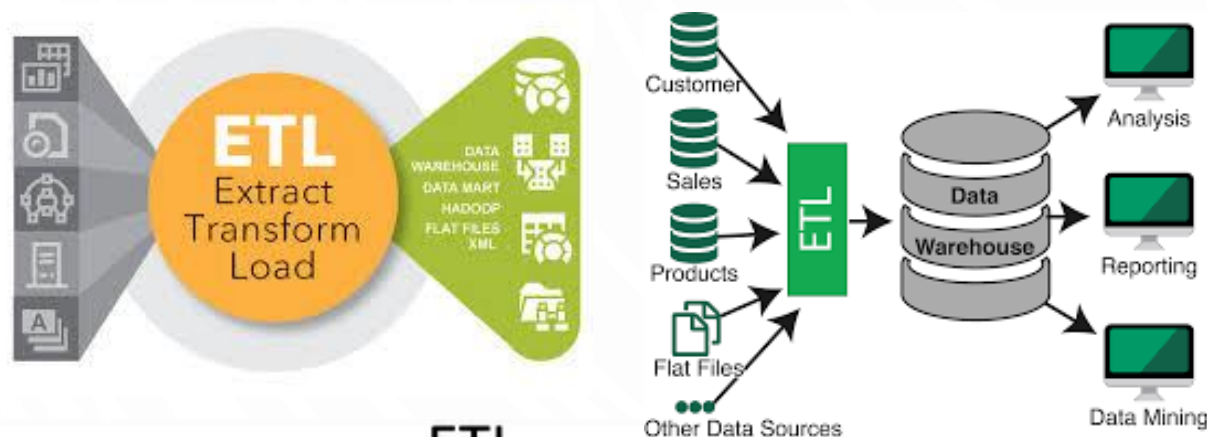 ETL
Extract
Transform
Load
DATA
WAREHOUSE
DATA MART
HADOOP
FLAT FILES
XML
A
Customer
Sales
Products
Flat Files
Other Data Sources
ETL
Data
Warehouse
Analysis
Reporting
Data Mining
ETL